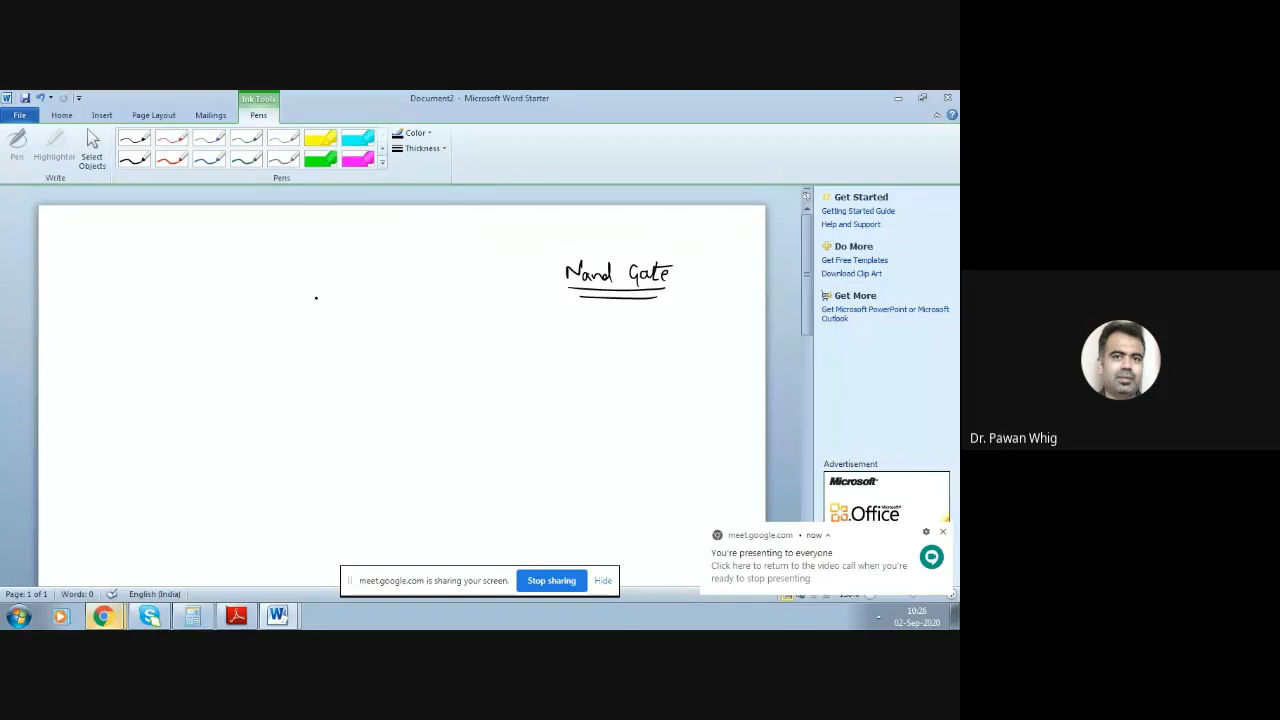 Ink Tools
Document2 - Microsoft Word Starter
File Home Insert Page Layout Mailings Pens
Pen
Highlighter
Select Objects
Color
Thickness
Write
Pens
Nand Gate
Get Started
Getting Started Guide
Help and Support
Do More
Get Free Templates
Download Clip Art
Get More
Get Microsoft PowerPoint or Microsoft
Outlook
Advertisement
Microsoft
Microsoft
Office
meet.google.com • now
You're presenting to everyone
Click here to return to the video call when you're
ready to stop presenting
meet.google.com is sharing your screen. Stop sharing Hide
Page: 1 of 1 Words: 0 English (India)
10:26
02-Sep-2020
Dr. Pawan Whig